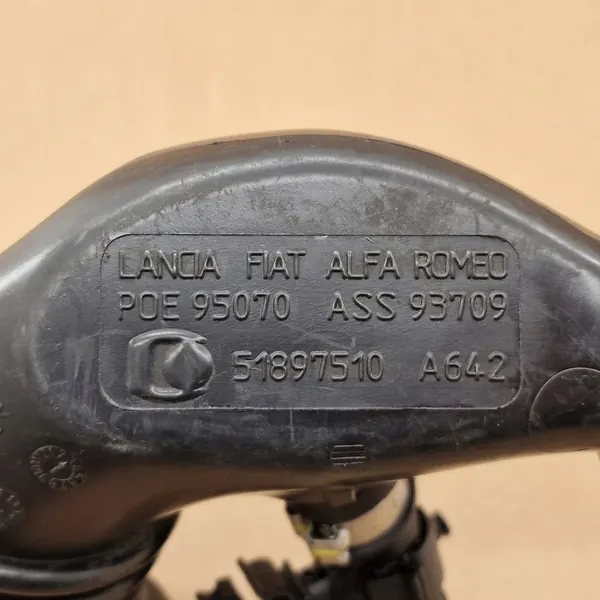 LANCIA FIAT ALFA ROMEO
POE 95070 ASS 93709
51897510 A642